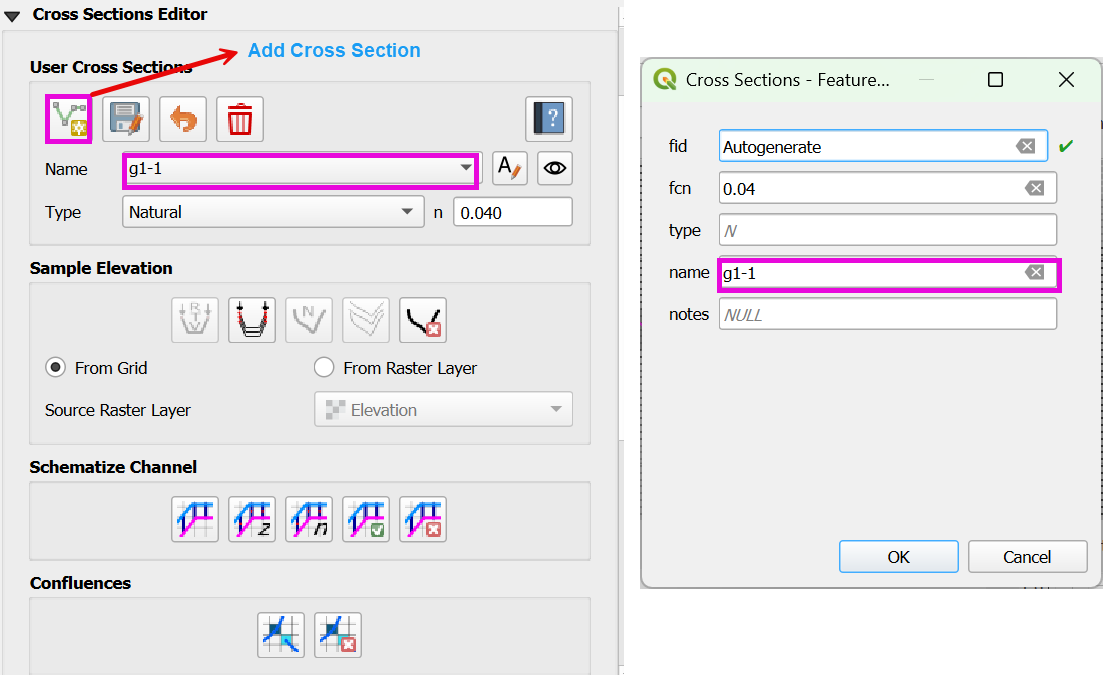 Cross Sections Editor
Add Cross Section
User Cross Sections
?
Name g1-1 A
Type Natural n 0.040
Sample Elevation
R T W N
From Grid From Raster Layer
Source Raster Layer Elevation
Schematize Channel
z n
Confluences
Cross Sections - Feature...
fid Autogenerate
fcn 0.04
type N
name g1-1
notes NULL
OK Cancel